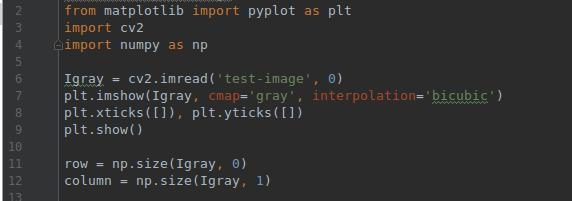 2 from matplotlib import pyplot as plt
3 import cv2
4 import numpy as np
5
6 Igray = cv2.imread('test-image', 0)
7 plt.imshow(Igray, cmap='gray', interpolation='bicubic')
8 plt.xticks([]), plt.yticks([])
9 plt.show()
10
11 row = np.size(Igray, 0)
12 column = np.size(Igray, 1)
13